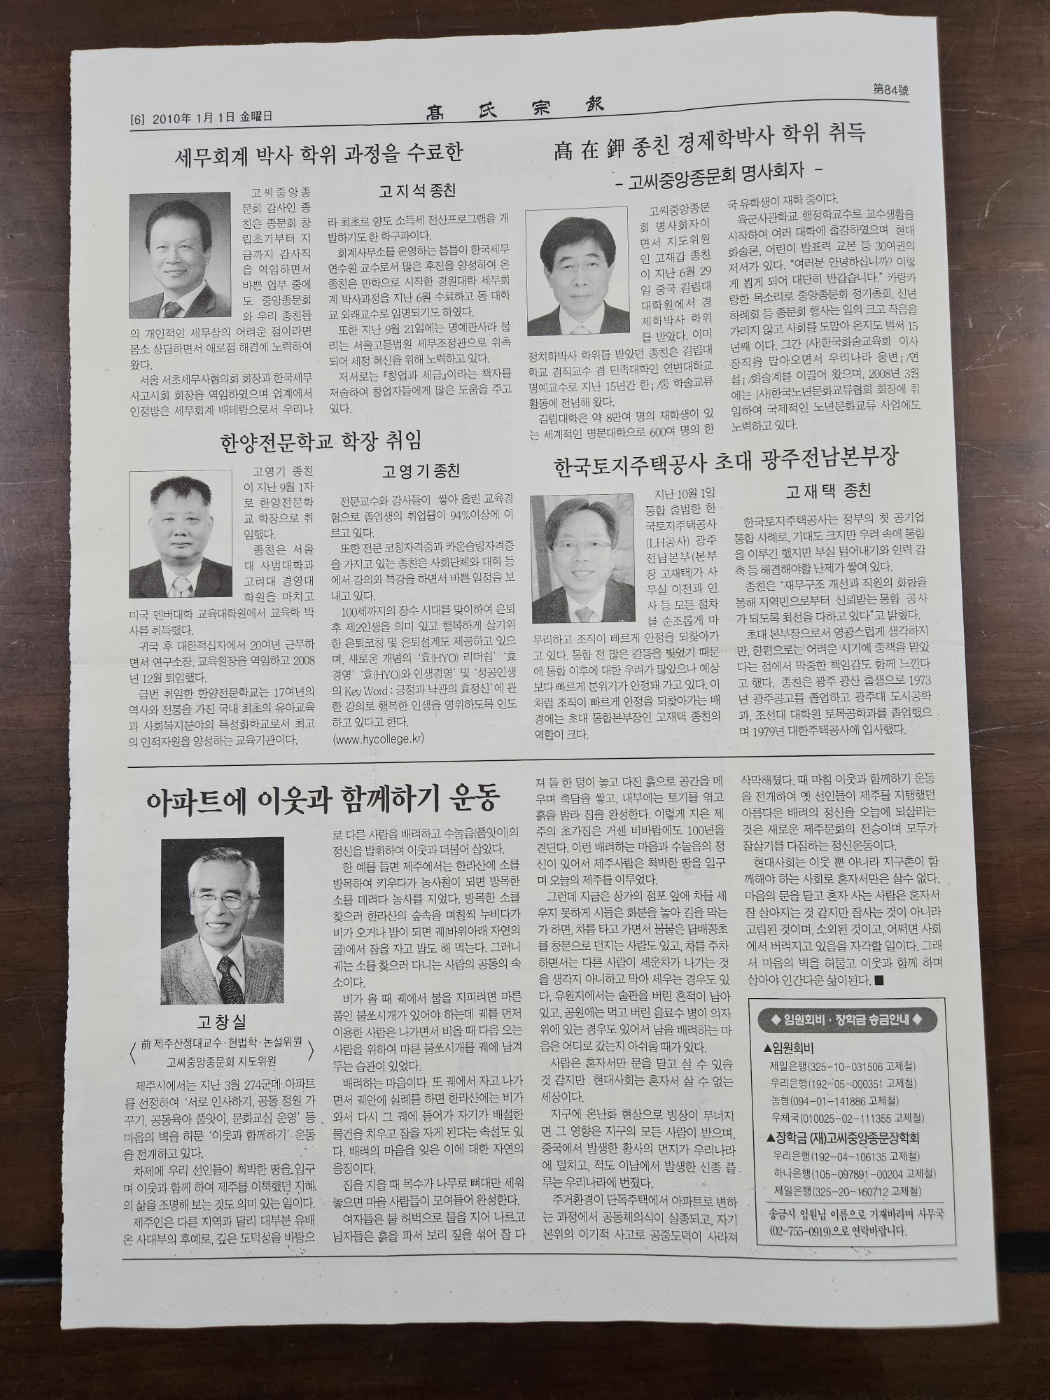 [6] 2010年 1月 1日 金曜日
髙 氏 宗 報
第84號
세무회계 박사 학위 과정을 수료한
고 지 석 종친
고씨중앙종
문회 감사인 종
친은 종문회 창
립초기부터 지
금까지 감사직
을 역임하면서
바쁜 업무 중에
도 중앙종문회
와 우리 종친들
의 개인적인 세무상의 어려운 점이라면
몸소 상담하면서 애로점 해결에 노력하여
왔다.
서울 서초세무사협의회 회장과 한국세무
사고시회 회장을 역임하였으며 업계에서
인정받은 세무회계 배테랑으로서 우리나
라 최초로 양도 소득세 전산프로그램을 개
발하기도 한 학구파이다.
회계사무소를 운영하는 틈틈이 한국세무
연수원 교수로서 많은 후진을 양성하여 온
종친은 만학으로 시작한 경원대학 세무회
계 박사과정을 지난 6월 수료하고 동 대학
교 외래교수로 임명되기도 하였다.
또한 지난 9월 21일에는 명예판사라 불
리는 서울고등법원 세무조정관으로 위촉
되어 세정 혁신을 위해 노력하고 있다.
저서로는 『창업과 세금』이라는 책자를
저술하여 창업자들에게 많은 도움을 주고
있다.
髙 在 鉀 종친 경제학박사 학위 취득
- 고씨중앙종문회 명사회자 -
고씨중앙종문
회 명사회자이
면서 지도위원
인 고재갑 종친
이 지난 6월 29
일 중국 길림대
대학원에서 경
제학박사 학위
를 받았다. 이미
정치학박사 학위를 받았던 종친은 길림대
학교 겸직교수 겸 민족대학인 연변대학교
명예교수로 지난 15년간 한·중 학술교류
활동에 전념해 왔다.
길림대학은 약 8만여 명의 재학생이 있
는 세계적인 명문대학으로 600여 명의 한
국 유학생이 재학 중이다.
육군사관학교 행정학교수로 교수생활을
시작하여 여러 대학에 출강하였으며 현대
화술론, 어린이 발표력 교본 등 30여권의
저서가 있다. “여러분 안녕하십니까? 이렇
게 뵙게 되어 대단히 반갑습니다.” 카랑카
랑한 목소리로 중앙종문회 정기총회, 신년
하례회 등 종문회 행사는 일의 크고 작음을
가리지 않고 사회를 도맡아 온지도 벌써 15
년째 이다. 그간 (사)한국화술교육회 이사
장직을 맡아오면서 우리나라 웅변·연
설·화술계를 이끌어 왔으며, 2008년 3월
에는 (사)한국노년문화교류협회 회장에 취
임하여 국제적인 노년문화교류 사업에도
노력하고 있다.
한양전문학교 학장 취임
고 영 기 종친
고영기 종친
이 지난 9월 1자
로 한양전문학
교 학장으로 취
임했다.
종친은 서울
대 사범대학과
고려대 경영대
학원을 마치고
미국 덴버대학 교육대학원에서 교육학 박
사를 취득했다.
귀국 후 대한적십자에서 20여년 근무하
면서 연구소장, 교육원장을 역임하고 2008
년 12월 퇴임했다.
금번 취임한 한양전문학교는 17여년의
역사와 전통을 가진 국내 최초의 유아교육
과 사회복지분야의 특성화학교로서 최고
의 인적자원을 양성하는 교육기관이다.
전문교수와 강사들이 쌓아 올린 교육경
험으로 졸업생의 취업률이 94%이상에 이
르고 있다.
또한 전문 코칭자격증과 카운슬링자격증
을 가지고 있는 종친은 사회단체와 대학 등
에서 강의와 특강을 하면서 바쁜 일정을 보
내고 있다.
100세까지의 장수 시대를 맞이하여 은퇴
후 제2인생을 의미 있고 행복하게 살기위
한 은퇴코칭 및 은퇴설계도 제공하고 있으
며, 새로운 개념의 ‘효(HYO) 리더쉽’ ‘효
경영’ ‘효(HYO)와 인생경영’ 및 ‘성공인생
의 Key Word : 긍정과 낙관의 효정신’에 관
한 강의로 행복한 인생을 영위하도록 인도
하고 있다고 한다.
(www.hycollege.kr)
한국토지주택공사 초대 광주전남본부장
고 재 택 종친
지난 10월 1일
통합 출범한 한
국토지주택공사
(LH공사) 광주
전남본부(본부
장 고재택)가 사
무실 이전과 인
사 등 모든 절차
를 순조롭게 마
무리하고 조직이 빠르게 안정을 되찾아가
고 있다. 통합 전 많은 갈등을 빚었기 때문
에 통합 이후에 대한 우려가 많았으나 예상
보다 빠르게 분위기가 안정돼 가고 있다. 이
처럼 조직이 빠르게 안정을 되찾아가는 배
경에는 초대 통합본부장인 고재택 종친의
역할이 크다.
한국토지주택공사는 정부의 첫 공기업
통합 사례로, 기대도 크지만 우려 속에 통합
을 이루긴 했지만 부실 털어내기와 인력 감
축 등 해결해야할 난제가 쌓여 있다.
종친은 “재무구조 개선과 직원의 화합을
통해 지역민으로부터 신뢰받는 통합 공사
가 되도록 최선을 다하고 있다”고 밝혔다.
초대 본부장으로서 영광스럽게 생각하지
만, 한편으로는 어려운 시기에 중책을 맡았
다는 점에서 막중한 책임감도 함께 느낀다
고 했다. 종친은 광주 광산 출생으로 1973
년 광주공고를 졸업하고 광주대 도시공학
과, 조선대 대학원 토목공학과를 졸업했으
며 1979년 대한주택공사에 입사했다.
아파트에 이웃과 함께하기 운동
고 창 실
〈 前 제주산정대교수·헌법학·논설위원
고씨중앙종문회 지도위원 〉
제주시에서는 지난 3월 274군데 아파트
를 선정하여 ‘서로 인사하기, 공동 정원 가
꾸기, 공동육아 품앗이, 문화교실 운영’ 등
마음의 벽을 허문 ‘이웃과 함께하기’ 운동
을 전개하고 있다.
차제에 우리 선인들이 척박한 땅을 일구
며 이웃과 함께 하여 제주를 이룩했던 지혜
의 삶을 조명해 보는 것도 의미 있는 일이다.
제주인은 다른 지역과 달리 대부분 유배
온 사대부의 후예로, 깊은 도덕성을 바탕으
로 다른 사람을 배려하고 수눌음(품앗이)의
정신을 발휘하여 이웃과 더불어 살았다.
한 예를 들면 제주에서는 한라산에 소를
방목하여 키우다가 농사철이 되면 방목한
소를 데려다 농사를 지었다. 방목한 소를
찾으러 한라산의 숲속을 며칠씩 누비다가
비가 오거나 밤이 되면 궤(바위아래 자연의
굴)에서 잠을 자고 밥도 해 먹는다. 그러니
궤는 소를 찾으러 다니는 사람의 공동의 숙
소이다.
비가 올 때 궤에서 불을 지피려면 마른
풀인 불쏘시개가 있어야 하는데 궤를 먼저
이용한 사람은 나가면서 비올 때 다음 오는
사람을 위하여 마른 불쏘시개를 궤에 남겨
두는 습관이 있었다.
배려하는 마음이다. 또 궤에서 자고 나가
면서 궤안에 실례를 하면 한라산에는 비가
와서 다시 그 궤에 들어가 자기가 배설한
물건을 치우고 잠을 자게 된다는 속설도 있
다. 배려의 마음을 잊은 이에 대한 자연의
응징이다.
집을 지을 때 목수가 나무로 뼈대만 세워
놓으면 마을 사람들이 모여들어 완성한다.
여자들은 물 허벅으로 물을 지어 나르고
남자들은 흙을 파서 보리 짚을 섞어 잘 다
져 돌 한 덩이 놓고 다진 흙으로 공간을 메
우며 축담을 쌓고, 내부에는 토기를 엮고
흙을 발라 집을 완성한다. 이렇게 지은 제
주의 초가집은 거센 비바람에도 100년을
견딘다. 이런 배려하는 마음과 수눌음의 정
신이 있어서 제주사람은 척박한 땅을 일구
며 오늘의 제주를 이루었다.
그런데 지금은 상가의 점포 앞에 차를 세
우지 못하게 시들은 화분을 놓아 길을 막는
가 하면, 차를 타고 가면서 불붙은 담배꽁초
를 창문으로 던지는 사람도 있고, 차를 주차
하면서는 다른 사람이 세운차가 나가는 것
을 생각지 아니하고 막아 세우는 경우도 있
다. 유원지에서는 술판을 버린 흔적이 남아
있고, 공원에는 먹고 버린 음료수 병이 의자
위에 있는 경우도 있어서 남을 배려하는 마
음은 어디로 갔는지 아쉬울 때가 있다.
사람은 혼자서만 문을 닫고 살 수 있을
것 같지만 현대사회는 혼자서 살 수 없는
세상이다.
지구에 온난화 현상으로 빙상이 무너지
면 그 영향은 지구의 모든 사람이 받으며,
중국에서 발생한 황사의 먼지가 우리나라
에 덮치고, 적도 이남에서 발생한 신종 플
루는 우리나라에 번졌다.
주거환경이 단독주택에서 아파트로 변하
는 과정에서 공동체의식이 실종되고, 자기
본위의 이기적 사고로 공중도덕이 사라져
삭막해졌다. 때 마침 이웃과 함께하기 운동
을 전개하여 옛 선인들이 제주를 지탱했던
아름다운 배려의 정신을 오늘에 되살리는
것은 새로운 제주문화의 전승이며 모두가
잘살기를 다짐하는 정신운동이다.
현대사회는 이웃 뿐 아니라 지구촌이 함
께해야 하는 사회로 혼자서만은 살수 없다.
마음의 문을 닫고 혼자 사는 사람은 혼자서
잘 살아지는 것 같지만 잘사는 것이 아니라
고립된 것이며, 소외된 것이고, 어쩌면 사회
에서 버려지고 있음을 자각할 일이다. 그래
서 마음의 벽을 허물고 이웃과 함께 하며
살아야 인간다운 삶이된다. ■
◆ 임원회비·장학금 송금안내 ◆
▲임원회비
제일은행(325-10-031506 고제철)
우리은행(192-05-000351 고제철)
농협(094-01-141886 고제철)
우체국(010025-02-111355 고제철)
▲장학금 (재)고씨중앙종문장학회
우리은행(192-04-106135 고제철)
하나은행(105-097891-00204 고제철)
제일은행(325-20-160712 고제철)
송금시 임원님 이름으로 기재바라며 사무국
(02-755-0919)으로 연락바랍니다.